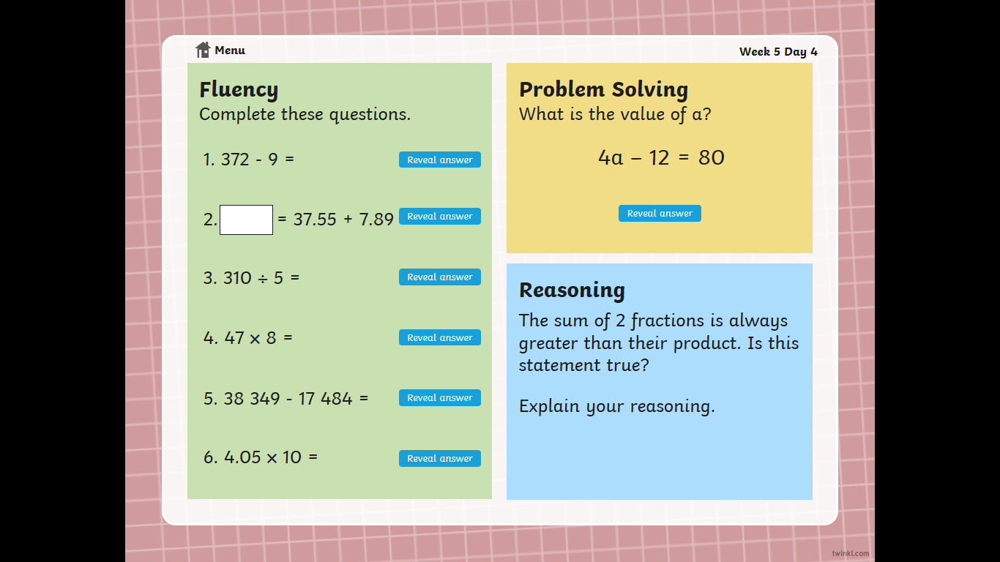 Menu
Week 5 Day 4
Fluency
Complete these questions.
1. 372 - 9 =
Reveal answer
2. = 37.55 + 7.89
Reveal answer
3. 310 ÷ 5 =
Reveal answer
4. 47 × 8 =
Reveal answer
5. 38 349 - 17 484 =
Reveal answer
6. 4.05 × 10 =
Reveal answer
Problem Solving
What is the value of a?
4a – 12 = 80
Reveal answer
Reasoning
The sum of 2 fractions is always
greater than their product. Is this
statement true?
Explain your reasoning.
twinkl.com